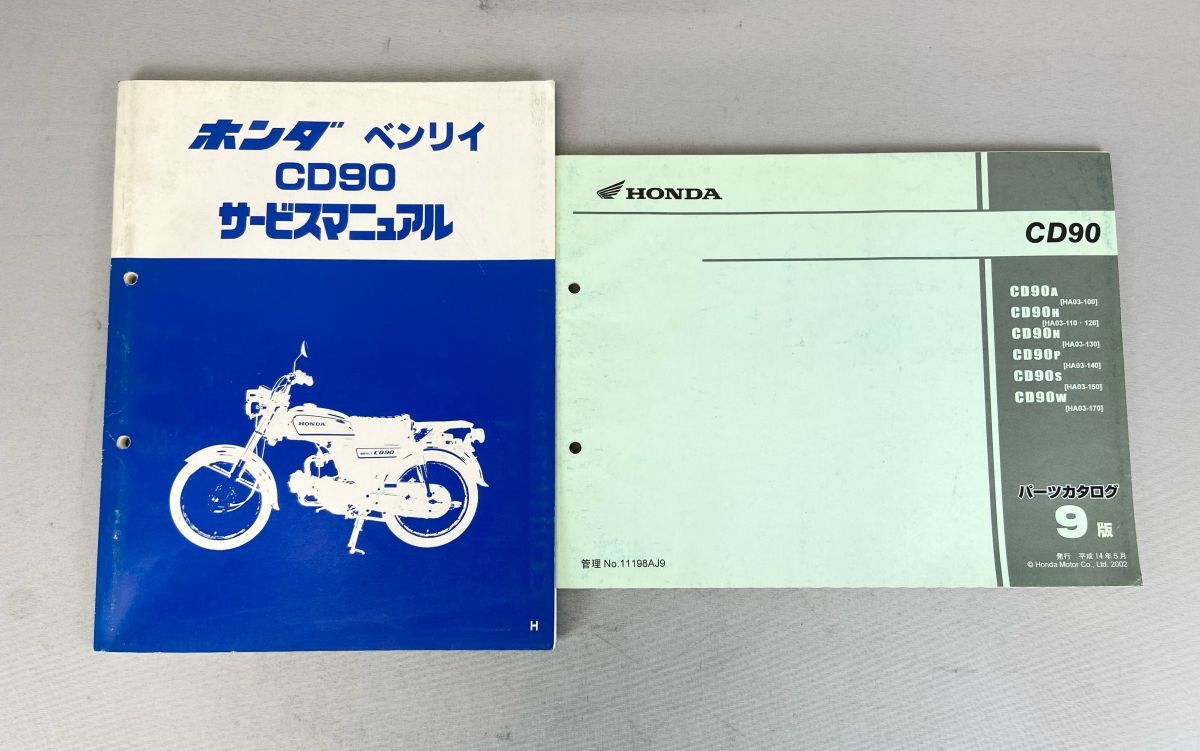 ホンダ ベンリイ
CD90
サービスマニュアル
HONDA
CD90
H
HONDA
CD90
CD90A
[HA03-100]
CD90H
[HA03-110・120]
CD90N
[HA03-130]
CD90P
[HA03-140]
CD90S
[HA03-150]
CD90W
[HA03-170]
パーツカタログ
9版
発行 平成14年5月
© Honda Motor Co., Ltd. 2002
管理 No.11198AJ9